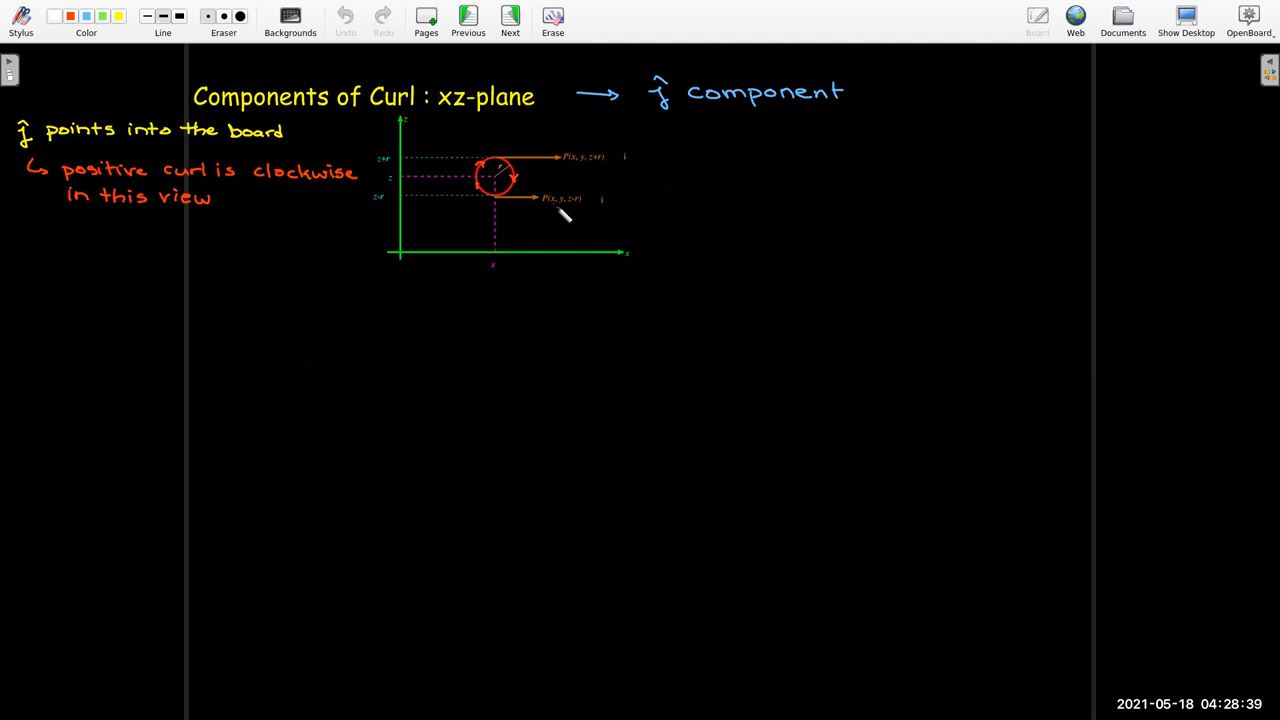 Stylus Color Line Eraser Backgrounds Undo Redo Pages Previous Next Erase Board Web Documents Show Desktop OpenBoard
Components of Curl : xz-plane → ĵ component
ĵ points into the board
↳ positive curl is clockwise
in this view
z
z+r
P(x, y, z+r) i
r
z
z-r
P(x, y, z-r) i
x
x
2021-05-18 04:28:39